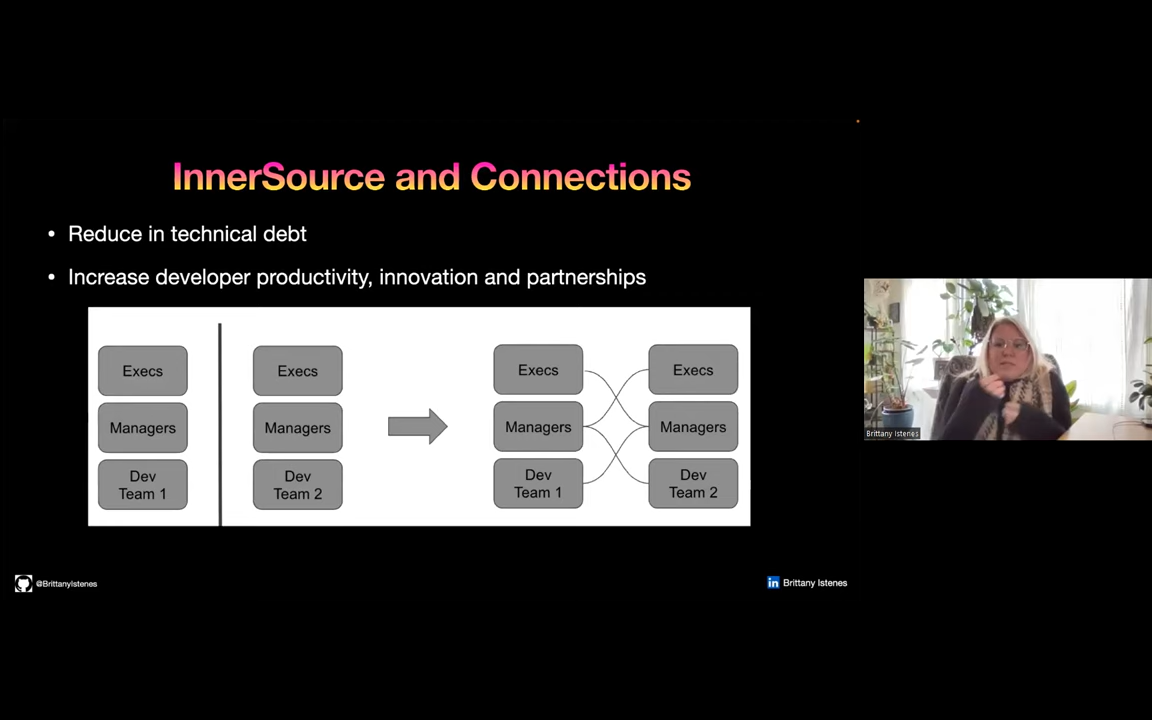 InnerSource and Connections
• Reduce in technical debt
• Increase developer productivity, innovation and partnerships
Execs
Managers
Dev
Team 1
Execs
Managers
Dev
Team 2
Execs
Managers
Dev
Team 1
Execs
Managers
Dev
Team 2
Brittany Istenes
@BrittanyIstenes
in Brittany Istenes